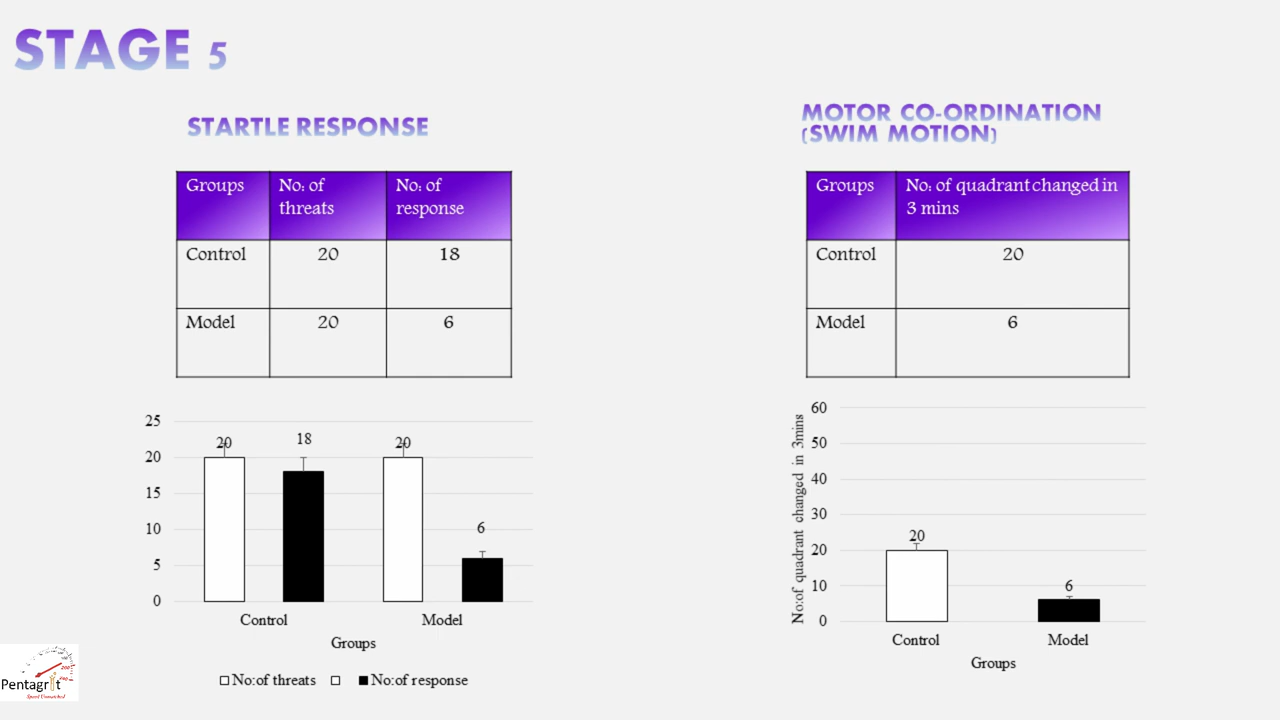 STAGE 5
STARTLE RESPONSE
Groups No: of threats No: of response
Control 20 18
Model 20 6
25
20
15
10
5
0
20 18 20 6
Control Model
Groups
No:of threats No:of response
MOTOR CO-ORDINATION
(SWIM MOTION)
Groups No: of quadrant changed in 3 mins
Control 20
Model 6
No:of quadrant changed in 3mins
60
50
40
30
20
10
0
20 6
Control Model
Groups
Pentagrit
Speed Unmatched